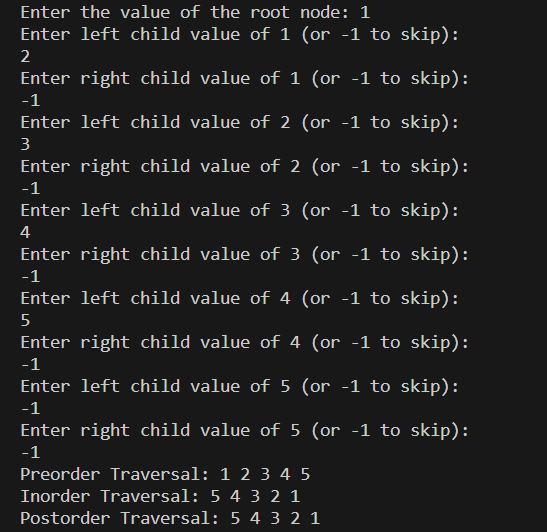 Enter the value of the root node: 1
Enter left child value of 1 (or -1 to skip):
2
Enter right child value of 1 (or -1 to skip):
-1
Enter left child value of 2 (or -1 to skip):
3
Enter right child value of 2 (or -1 to skip):
-1
Enter left child value of 3 (or -1 to skip):
4
Enter right child value of 3 (or -1 to skip):
-1
Enter left child value of 4 (or -1 to skip):
5
Enter right child value of 4 (or -1 to skip):
-1
Enter left child value of 5 (or -1 to skip):
-1
Enter right child value of 5 (or -1 to skip):
-1
Preorder Traversal: 1 2 3 4 5
Inorder Traversal: 5 4 3 2 1
Postorder Traversal: 5 4 3 2 1